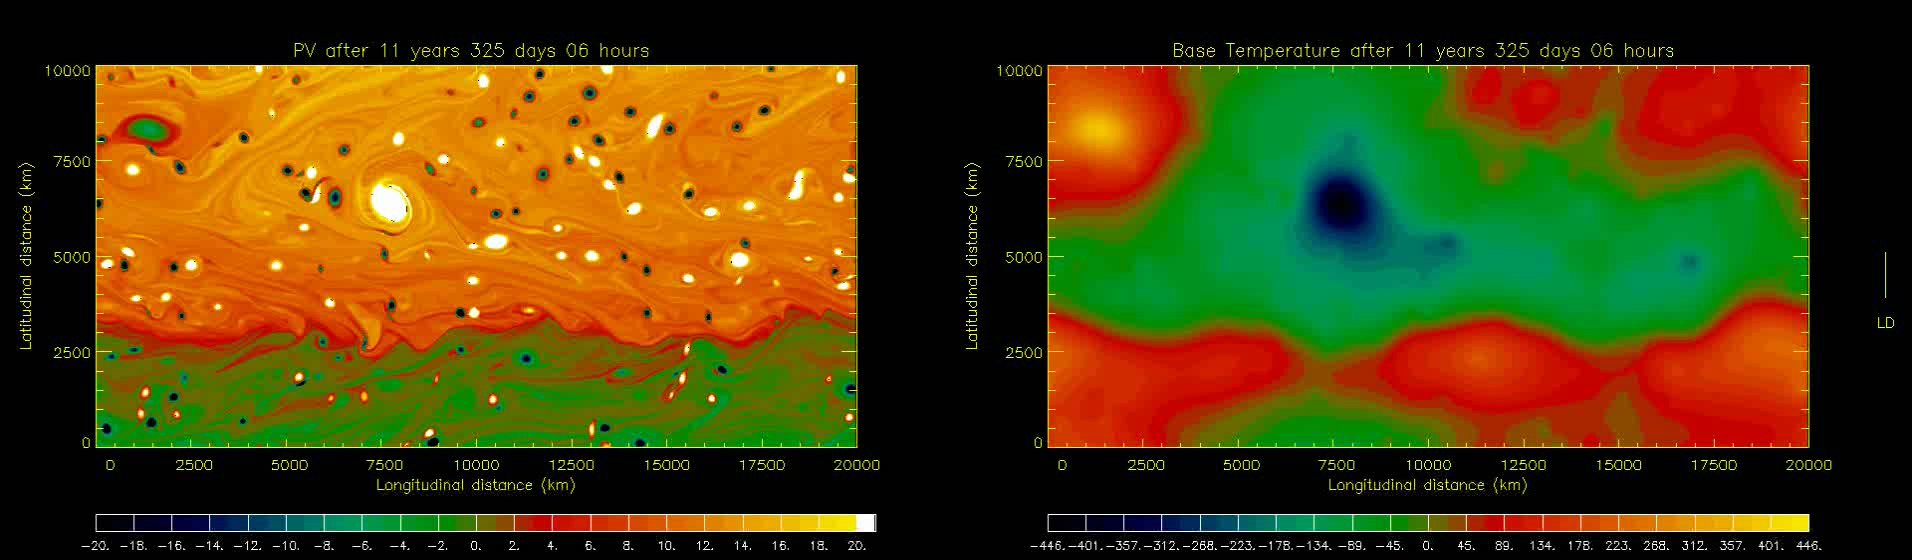 PV after 11 years 325 days 06 hours
10000
7500
5000
2500
0
Latitudinal distance (km)
0 2500 5000 7500 10000 12500 15000 17500 20000
Longitudinal distance (km)
-20. -18. -16. -14. -12. -10. -8. -6. -4. -2. 0. 2. 4. 6. 8. 10. 12. 14. 16. 18. 20.
Base Temperature after 11 years 325 days 06 hours
10000
7500
5000
2500
0
Latitudinal distance (km)
0 2500 5000 7500 10000 12500 15000 17500 20000
Longitudinal distance (km)
-446. -401. -357. -312. -268. -223. -178. -134. -89. -45. 0. 45. 89. 134. 178. 223. 268. 312. 357. 401. 446.
LD